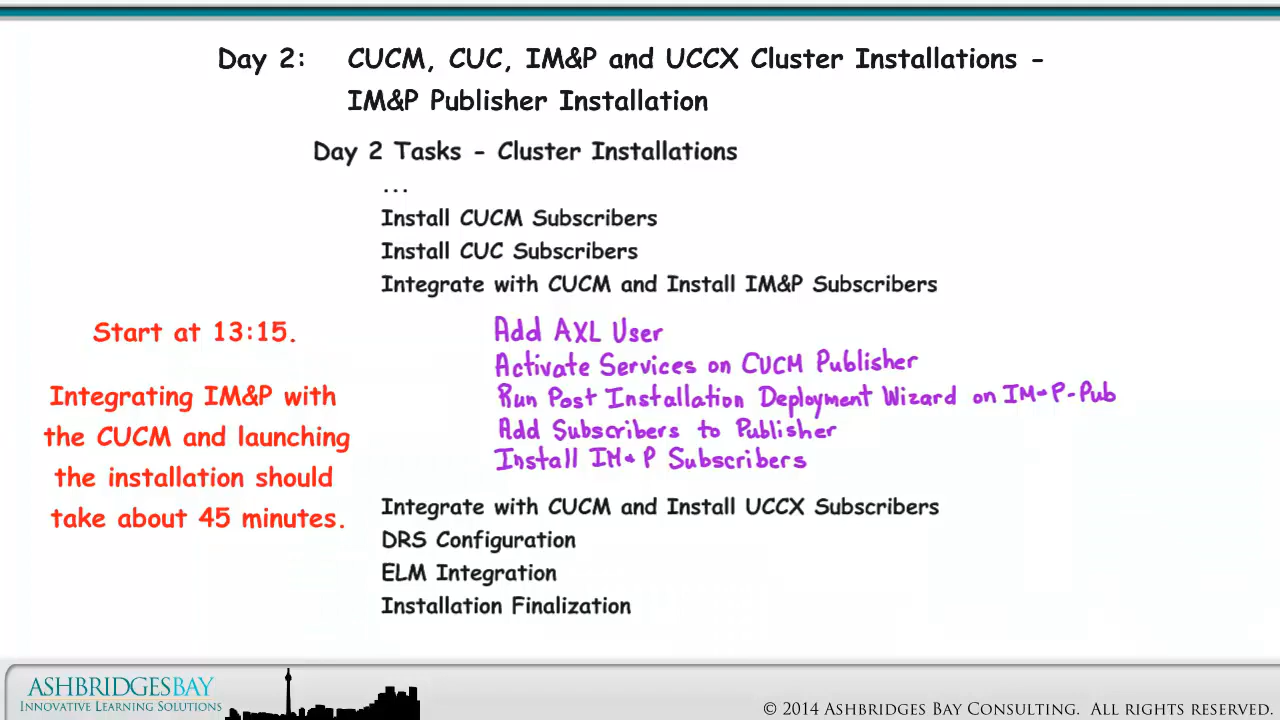 Day 2: CUCM, CUC, IM&P and UCCX Cluster Installations -
IM&P Publisher Installation
Day 2 Tasks - Cluster Installations
...
Install CUCM Subscribers
Install CUC Subscribers
Integrate with CUCM and Install IM&P Subscribers
Start at 13:15.
Integrating IM&P with
the CUCM and launching
the installation should
take about 45 minutes.
Add AXL User
Activate Services on CUCM Publisher
Run Post Installation Deployment Wizard on IM&P-Pub
Add Subscribers to Publisher
Install IM&P Subscribers
Integrate with CUCM and Install UCCX Subscribers
DRS Configuration
ELM Integration
Installation Finalization
ASHBRIDGESBAY
INNOVATIVE LEARNING SOLUTIONS
© 2014 ASHBRIDGES BAY CONSULTING. ALL RIGHTS RESERVED.